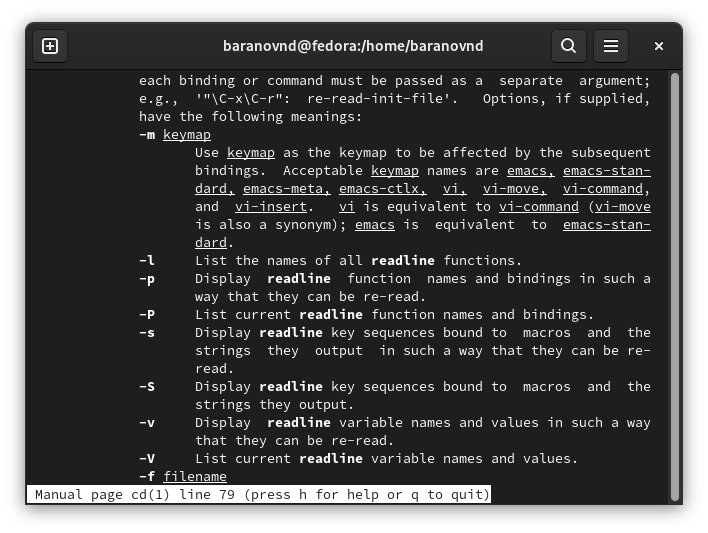 baranovnd@fedora:/home/baranovnd
each binding or command must be passed as a  separate  argument;
e.g.,  '"\C-x\C-r":  re-read-init-file'.   Options, if supplied,
have the following meanings:
-m keymap
Use keymap as the keymap to be affected by the subsequent
bindings.  Acceptable keymap names are emacs, emacs-stan-
dard, emacs-meta, emacs-ctlx,  vi,  vi-move,  vi-command,
and  vi-insert.   vi is equivalent to vi-command (vi-move
is also a synonym); emacs is  equivalent  to  emacs-stan-
dard.
-l     List the names of all readline functions.
-p     Display  readline  function  names and bindings in such a
way that they can be re-read.
-P     List current readline function names and bindings.
-s     Display readline key sequences bound to  macros  and  the
strings  they  output  in such a way that they can be re-
read.
-S     Display readline key sequences bound to  macros  and  the
strings they output.
-v     Display  readline variable names and values in such a way
that they can be re-read.
-V     List current readline variable names and values.
-f filename
Manual page cd(1) line 79 (press h for help or q to quit)